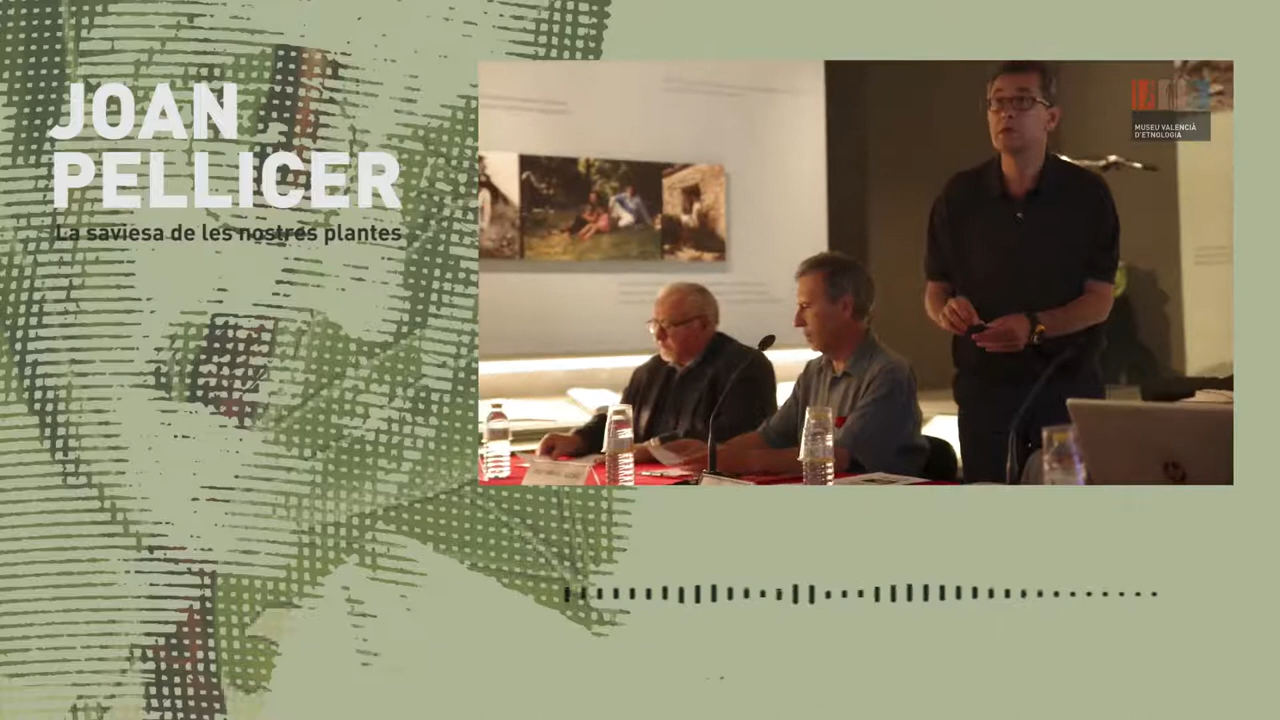 JOAN
PELLICER
La saviesa de les nostres plantes
MUSEU VALENCIÀ
D'ETNOLOGIA